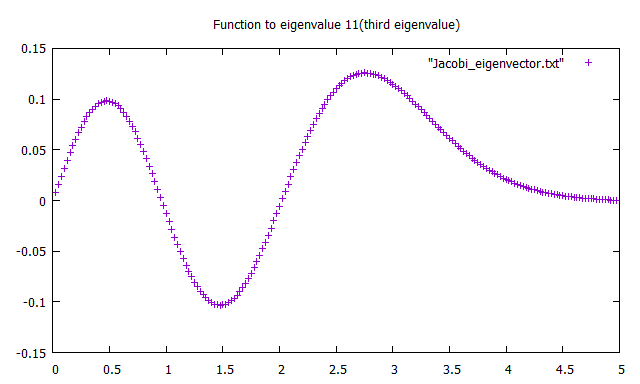 Function to eigenvalue 11(third eigenvalue)
0.15
"Jacobi_eigenvector.txt"
0.1
0.05
0
-0.05
-0.1
-0.15
0 0.5 1 1.5 2 2.5 3 3.5 4 4.5 5